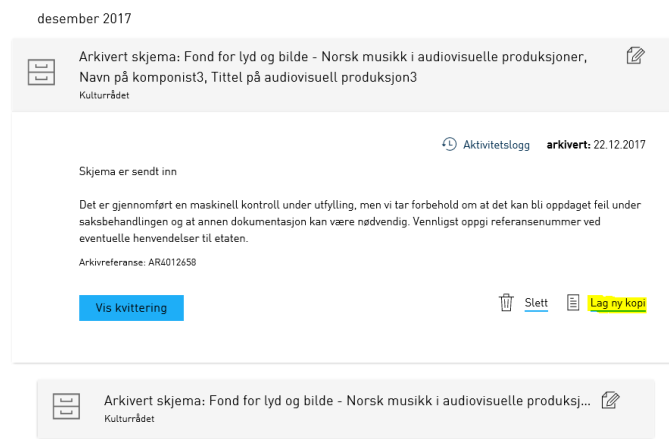 desember 2017
Arkivert skjema: Fond for lyd og bilde - Norsk musikk i audiovisuelle produksjoner,
Navn på komponist3, Tittel på audiovisuell produksjon3
Kulturrådet
Aktivitetslogg arkivert: 22.12.2017
Skjema er sendt inn
Det er gjennomført en maskinell kontroll under utfylling, men vi tar forbehold om at det kan bli oppdaget feil under
saksbehandlingen og at annen dokumentasjon kan være nødvendig. Vennligst oppgi referansenummer ved
eventuelle henvendelser til etaten.
Arkivreferanse: AR4012658
Vis kvittering Slett Lag ny kopi
Arkivert skjema: Fond for lyd og bilde - Norsk musikk i audiovisuelle produksj...
Kulturrådet